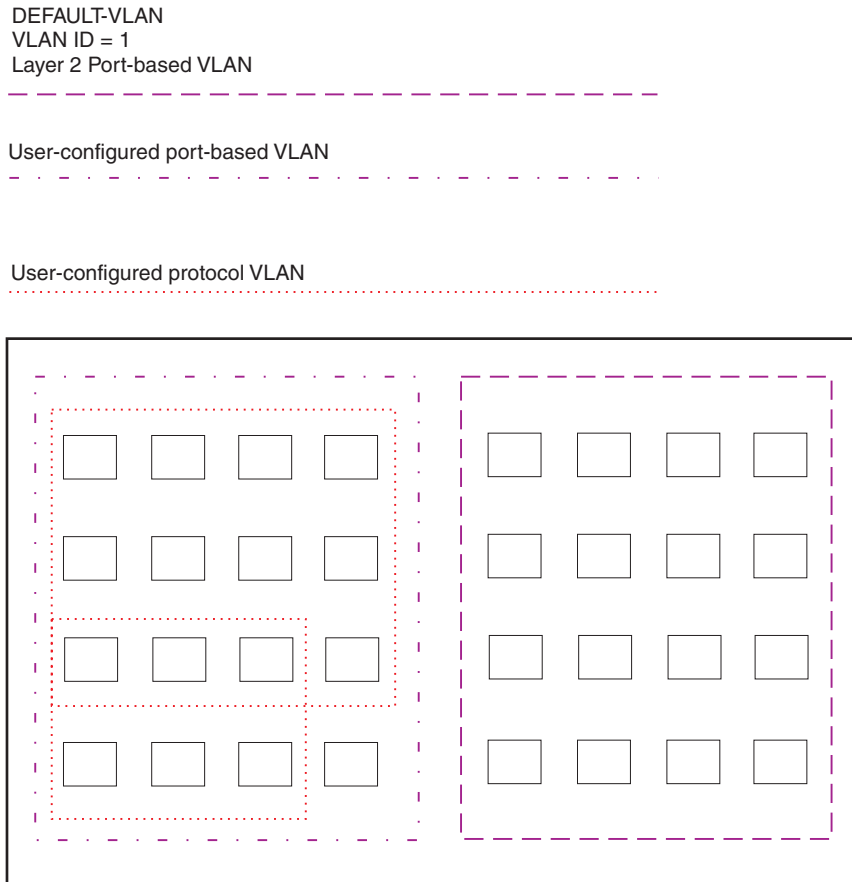 DEFAULT-VLAN
VLAN ID = 1
Layer 2 Port-based VLAN
User-configured port-based VLAN
User-configured protocol VLAN